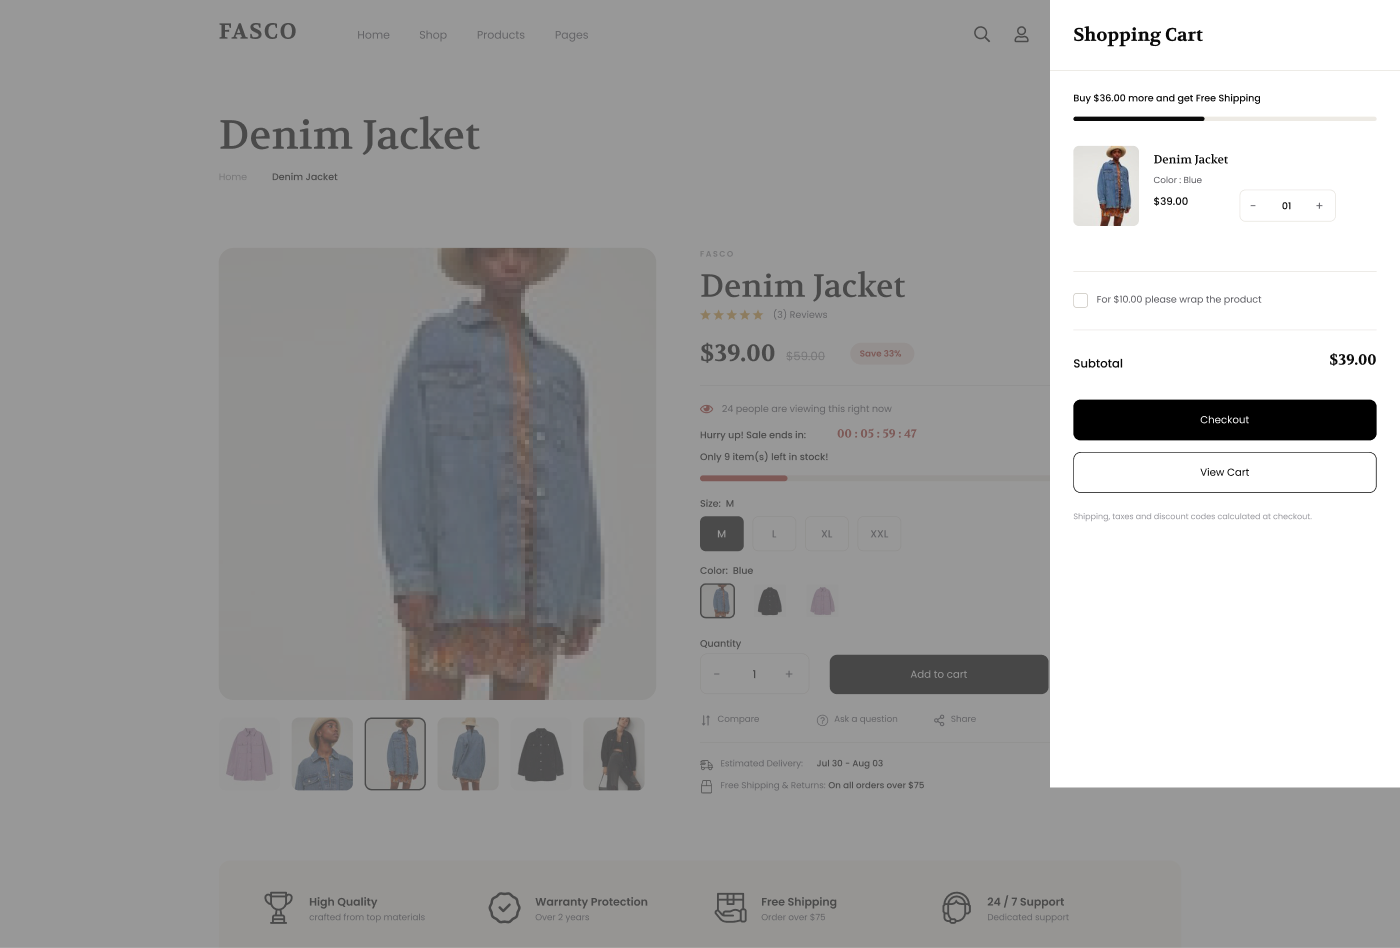 FASCO
Home Shop Products Pages
Denim Jacket
Home Denim Jacket
FASCO
Denim Jacket
(3) Reviews
$39.00 $59.00 Save 33%
24 people are viewing this right now
Hurry up! Sale ends in: 00 : 05 : 59 : 47
Only 9 item(s) left in stock!
Size: M
M L XL XXL
Color: Blue
Quantity
− 1 + Add to cart
Compare Ask a question Share
Estimated Delivery: Jul 30 - Aug 03
Free Shipping & Returns: On all orders over $75
High Quality
crafted from top materials
Warranty Protection
Over 2 years
Free Shipping
Order over $75
24 / 7 Support
Dedicated support
Shopping Cart
Buy $36.00 more and get Free Shipping
Denim Jacket
Color : Blue
$39.00
− 01 +
For $10.00 please wrap the product
Subtotal $39.00
Checkout
View Cart
Shipping, taxes and discount codes calculated at checkout.